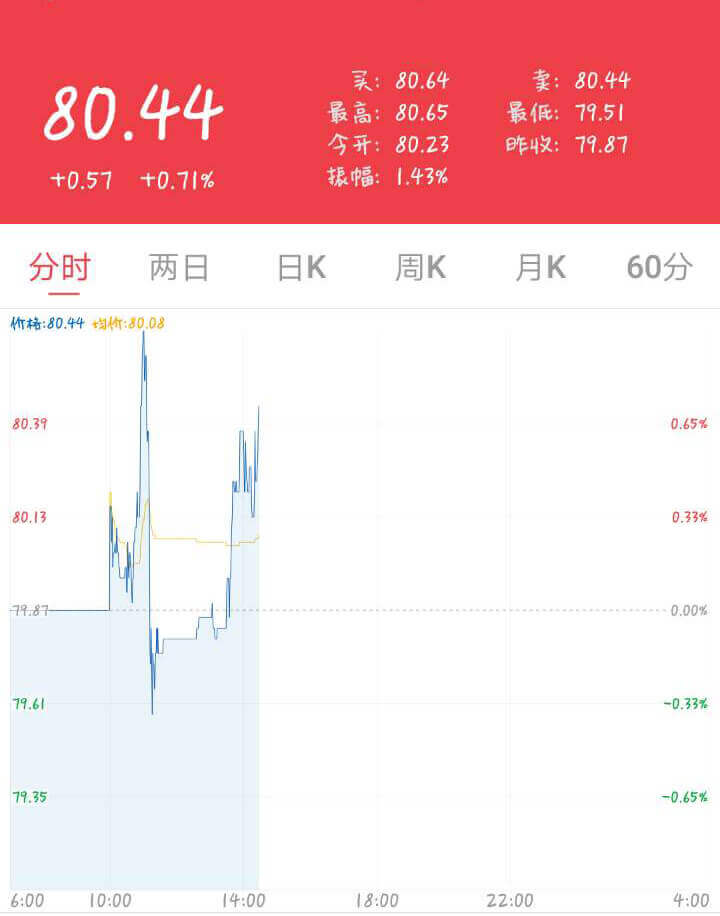 80.44
+0.57 +0.71%
买: 80.64 卖: 80.44
最高: 80.65 最低: 79.51
今开: 80.23 昨收: 79.87
振幅: 1.43%
分时 两日 日K 周K 月K 60分
价格:80.44 均价:80.08
80.39 0.65%
80.13 0.33%
79.87 0.00%
79.61 -0.33%
79.35 -0.65%
6:00 10:00 14:00 18:00 22:00 4:00